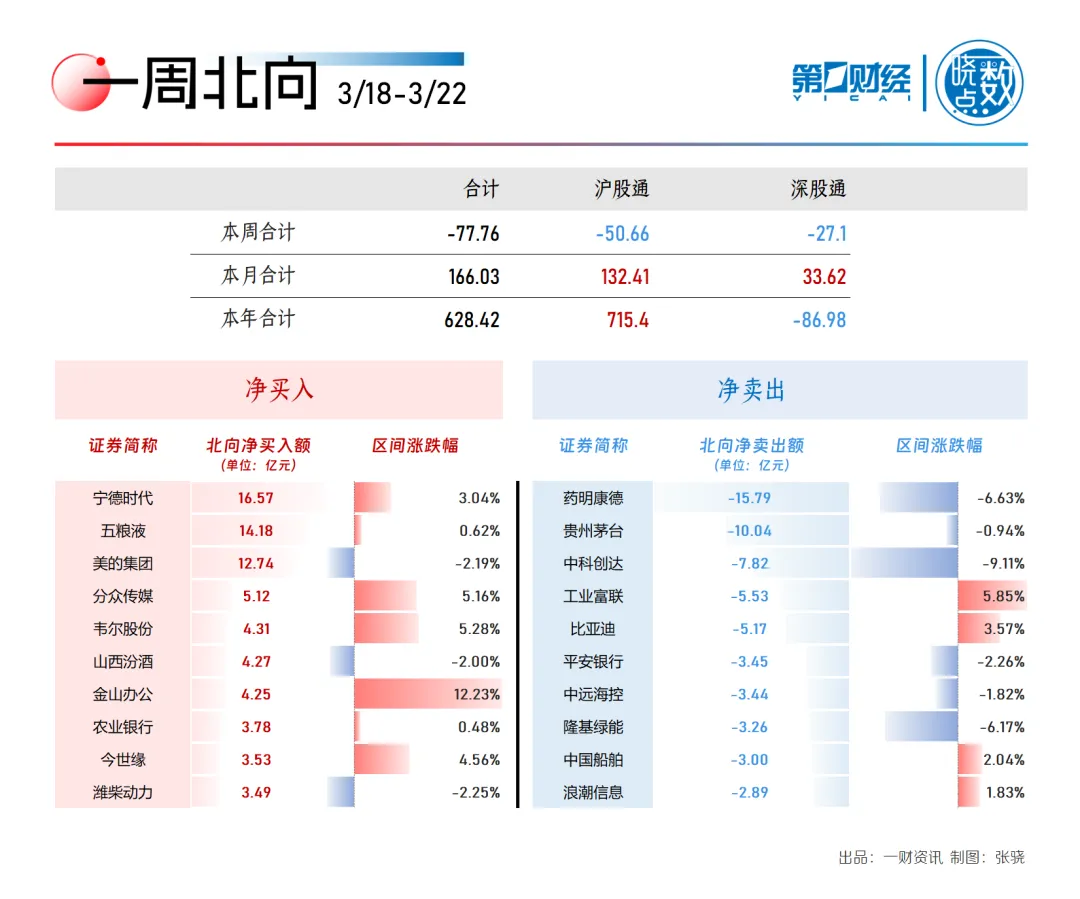 一周北向 3/18-3/22
第一财经
YICAI
晓数点
合计 沪股通 深股通
本周合计 -77.76 -50.66 -27.1
本月合计 166.03 132.41 33.62
本年合计 628.42 715.4 -86.98
净买入
证券简称 北向净买入额 区间涨跌幅
(单位：亿元)
宁德时代 16.57 3.04%
五粮液 14.18 0.62%
美的集团 12.74 -2.19%
分众传媒 5.12 5.16%
韦尔股份 4.31 5.28%
山西汾酒 4.27 -2.00%
金山办公 4.25 12.23%
农业银行 3.78 0.48%
今世缘 3.53 4.56%
潍柴动力 3.49 -2.25%
净卖出
证券简称 北向净卖出额 区间涨跌幅
(单位：亿元)
药明康德 -15.79 -6.63%
贵州茅台 -10.04 -0.94%
中科创达 -7.82 -9.11%
工业富联 -5.53 5.85%
比亚迪 -5.17 3.57%
平安银行 -3.45 -2.26%
中远海控 -3.44 -1.82%
隆基绿能 -3.26 -6.17%
中国船舶 -3.00 2.04%
浪潮信息 -2.89 1.83%
出品：一财资讯 制图：张骁